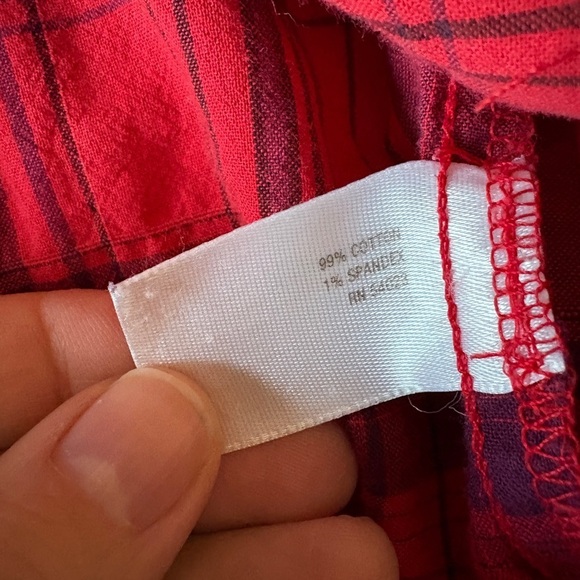 99% COTTON
1% SPANDEX
RN 54023